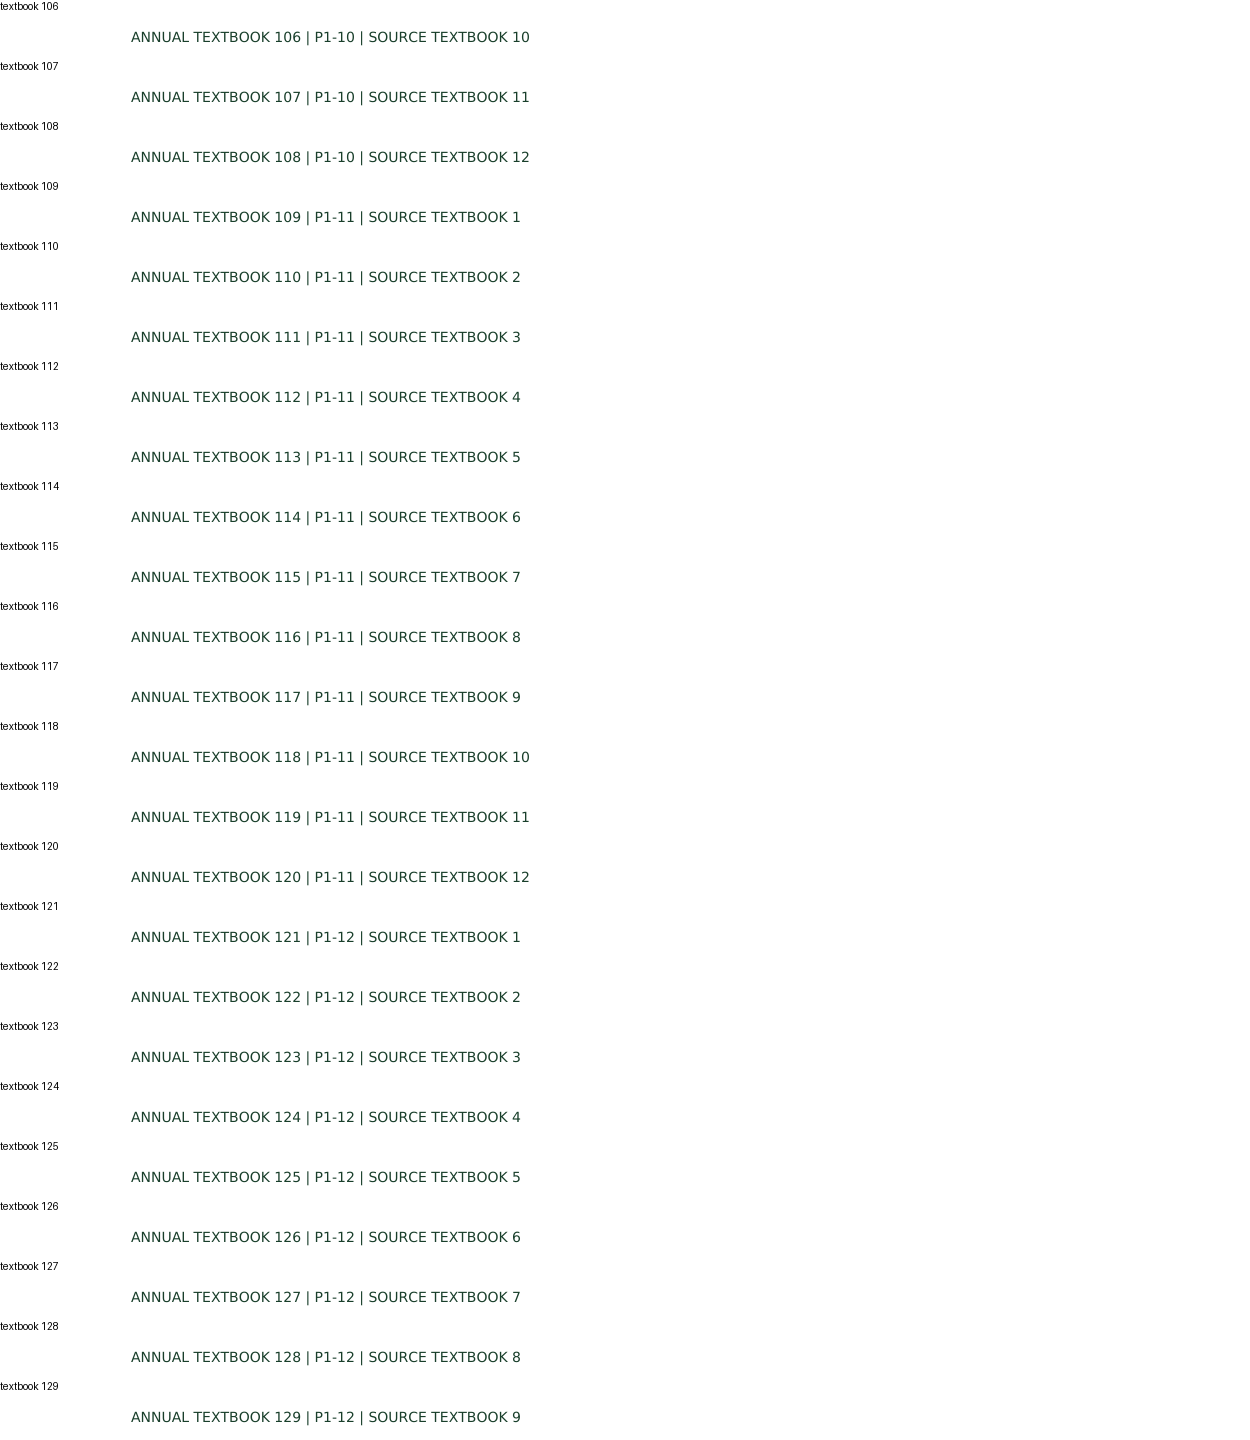 textbook 106
ANNUAL TEXTBOOK 106 | P1-10 | SOURCE TEXTBOOK 10
textbook 107
ANNUAL TEXTBOOK 107 | P1-10 | SOURCE TEXTBOOK 11
textbook 108
ANNUAL TEXTBOOK 108 | P1-10 | SOURCE TEXTBOOK 12
textbook 109
ANNUAL TEXTBOOK 109 | P1-11 | SOURCE TEXTBOOK 1
textbook 110
ANNUAL TEXTBOOK 110 | P1-11 | SOURCE TEXTBOOK 2
textbook 111
ANNUAL TEXTBOOK 111 | P1-11 | SOURCE TEXTBOOK 3
textbook 112
ANNUAL TEXTBOOK 112 | P1-11 | SOURCE TEXTBOOK 4
textbook 113
ANNUAL TEXTBOOK 113 | P1-11 | SOURCE TEXTBOOK 5
textbook 114
ANNUAL TEXTBOOK 114 | P1-11 | SOURCE TEXTBOOK 6
textbook 115
ANNUAL TEXTBOOK 115 | P1-11 | SOURCE TEXTBOOK 7
textbook 116
ANNUAL TEXTBOOK 116 | P1-11 | SOURCE TEXTBOOK 8
textbook 117
ANNUAL TEXTBOOK 117 | P1-11 | SOURCE TEXTBOOK 9
textbook 118
ANNUAL TEXTBOOK 118 | P1-11 | SOURCE TEXTBOOK 10
textbook 119
ANNUAL TEXTBOOK 119 | P1-11 | SOURCE TEXTBOOK 11
textbook 120
ANNUAL TEXTBOOK 120 | P1-11 | SOURCE TEXTBOOK 12
textbook 121
ANNUAL TEXTBOOK 121 | P1-12 | SOURCE TEXTBOOK 1
textbook 122
ANNUAL TEXTBOOK 122 | P1-12 | SOURCE TEXTBOOK 2
textbook 123
ANNUAL TEXTBOOK 123 | P1-12 | SOURCE TEXTBOOK 3
textbook 124
ANNUAL TEXTBOOK 124 | P1-12 | SOURCE TEXTBOOK 4
textbook 125
ANNUAL TEXTBOOK 125 | P1-12 | SOURCE TEXTBOOK 5
textbook 126
ANNUAL TEXTBOOK 126 | P1-12 | SOURCE TEXTBOOK 6
textbook 127
ANNUAL TEXTBOOK 127 | P1-12 | SOURCE TEXTBOOK 7
textbook 128
ANNUAL TEXTBOOK 128 | P1-12 | SOURCE TEXTBOOK 8
textbook 129
ANNUAL TEXTBOOK 129 | P1-12 | SOURCE TEXTBOOK 9